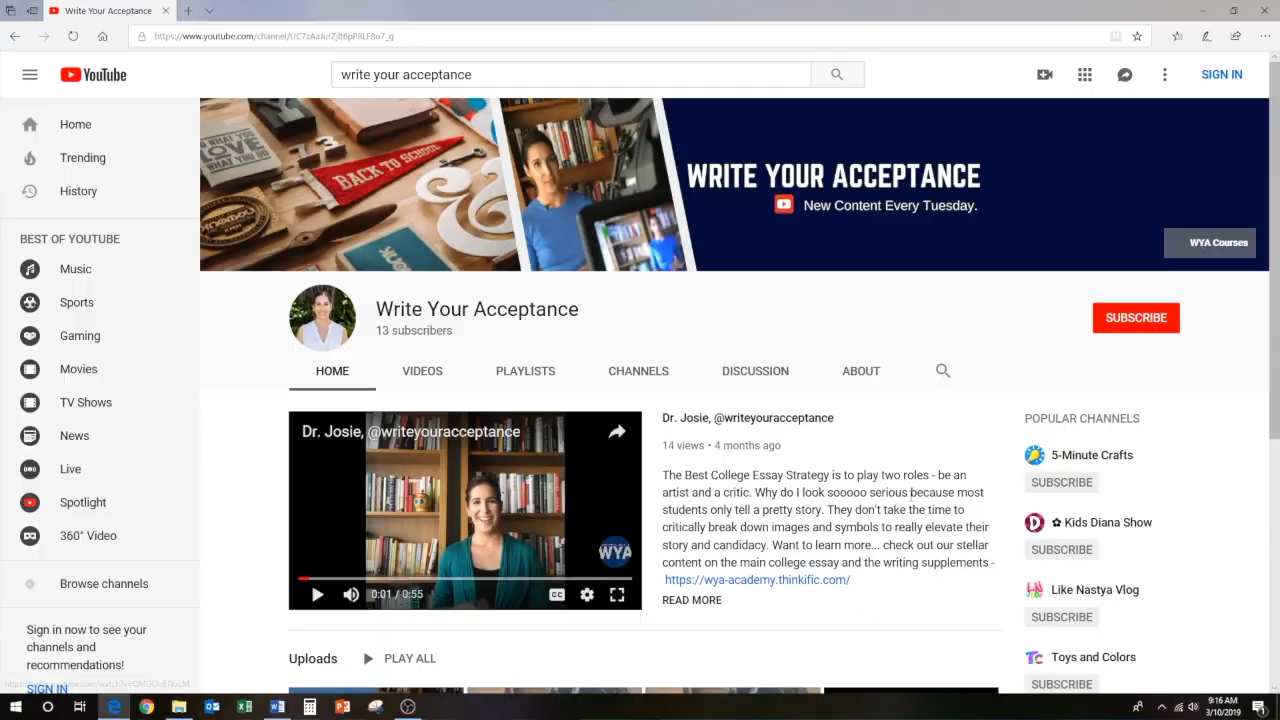 Write Your Acceptance
https://www.youtube.com/channel/
YouTube
write your acceptance
SIGN IN
Home
Trending
History
BEST OF YOUTUBE
Music
Sports
Gaming
Movies
TV Shows
News
Live
Spotlight
360° Video
Browse channels
Sign in now to see your
channels and
recommendations!
SIGN IN
LOVE
BACK TO SCHOOL
WRITE YOUR ACCEPTANCE
New Content Every Tuesday.
WYA Courses
Write Your Acceptance
13 subscribers
SUBSCRIBE
HOME
VIDEOS
PLAYLISTS
CHANNELS
DISCUSSION
ABOUT
Dr. Josie, @writeyouracceptance
WYA
0:01 / 0:55
CC
Dr. Josie, @writeyouracceptance
14 views • 4 months ago
The Best College Essay Strategy is to play two roles - be an
artist and a critic. Why do I look sooooo serious because most
students only tell a pretty story. They don't take the time to
critically break down images and symbols to really elevate their
story and candidacy. Want to learn more... check out our stellar
content on the main college essay and the writing supplements -
https://wya-academy.thinkific.com/
READ MORE
Uploads
PLAY ALL
POPULAR CHANNELS
5-Minute Crafts
SUBSCRIBE
✿ Kids Diana Show
SUBSCRIBE
Like Nastya Vlog
SUBSCRIBE
Toys and Colors
SUBSCRIBE
9:16 AM
3/10/2019